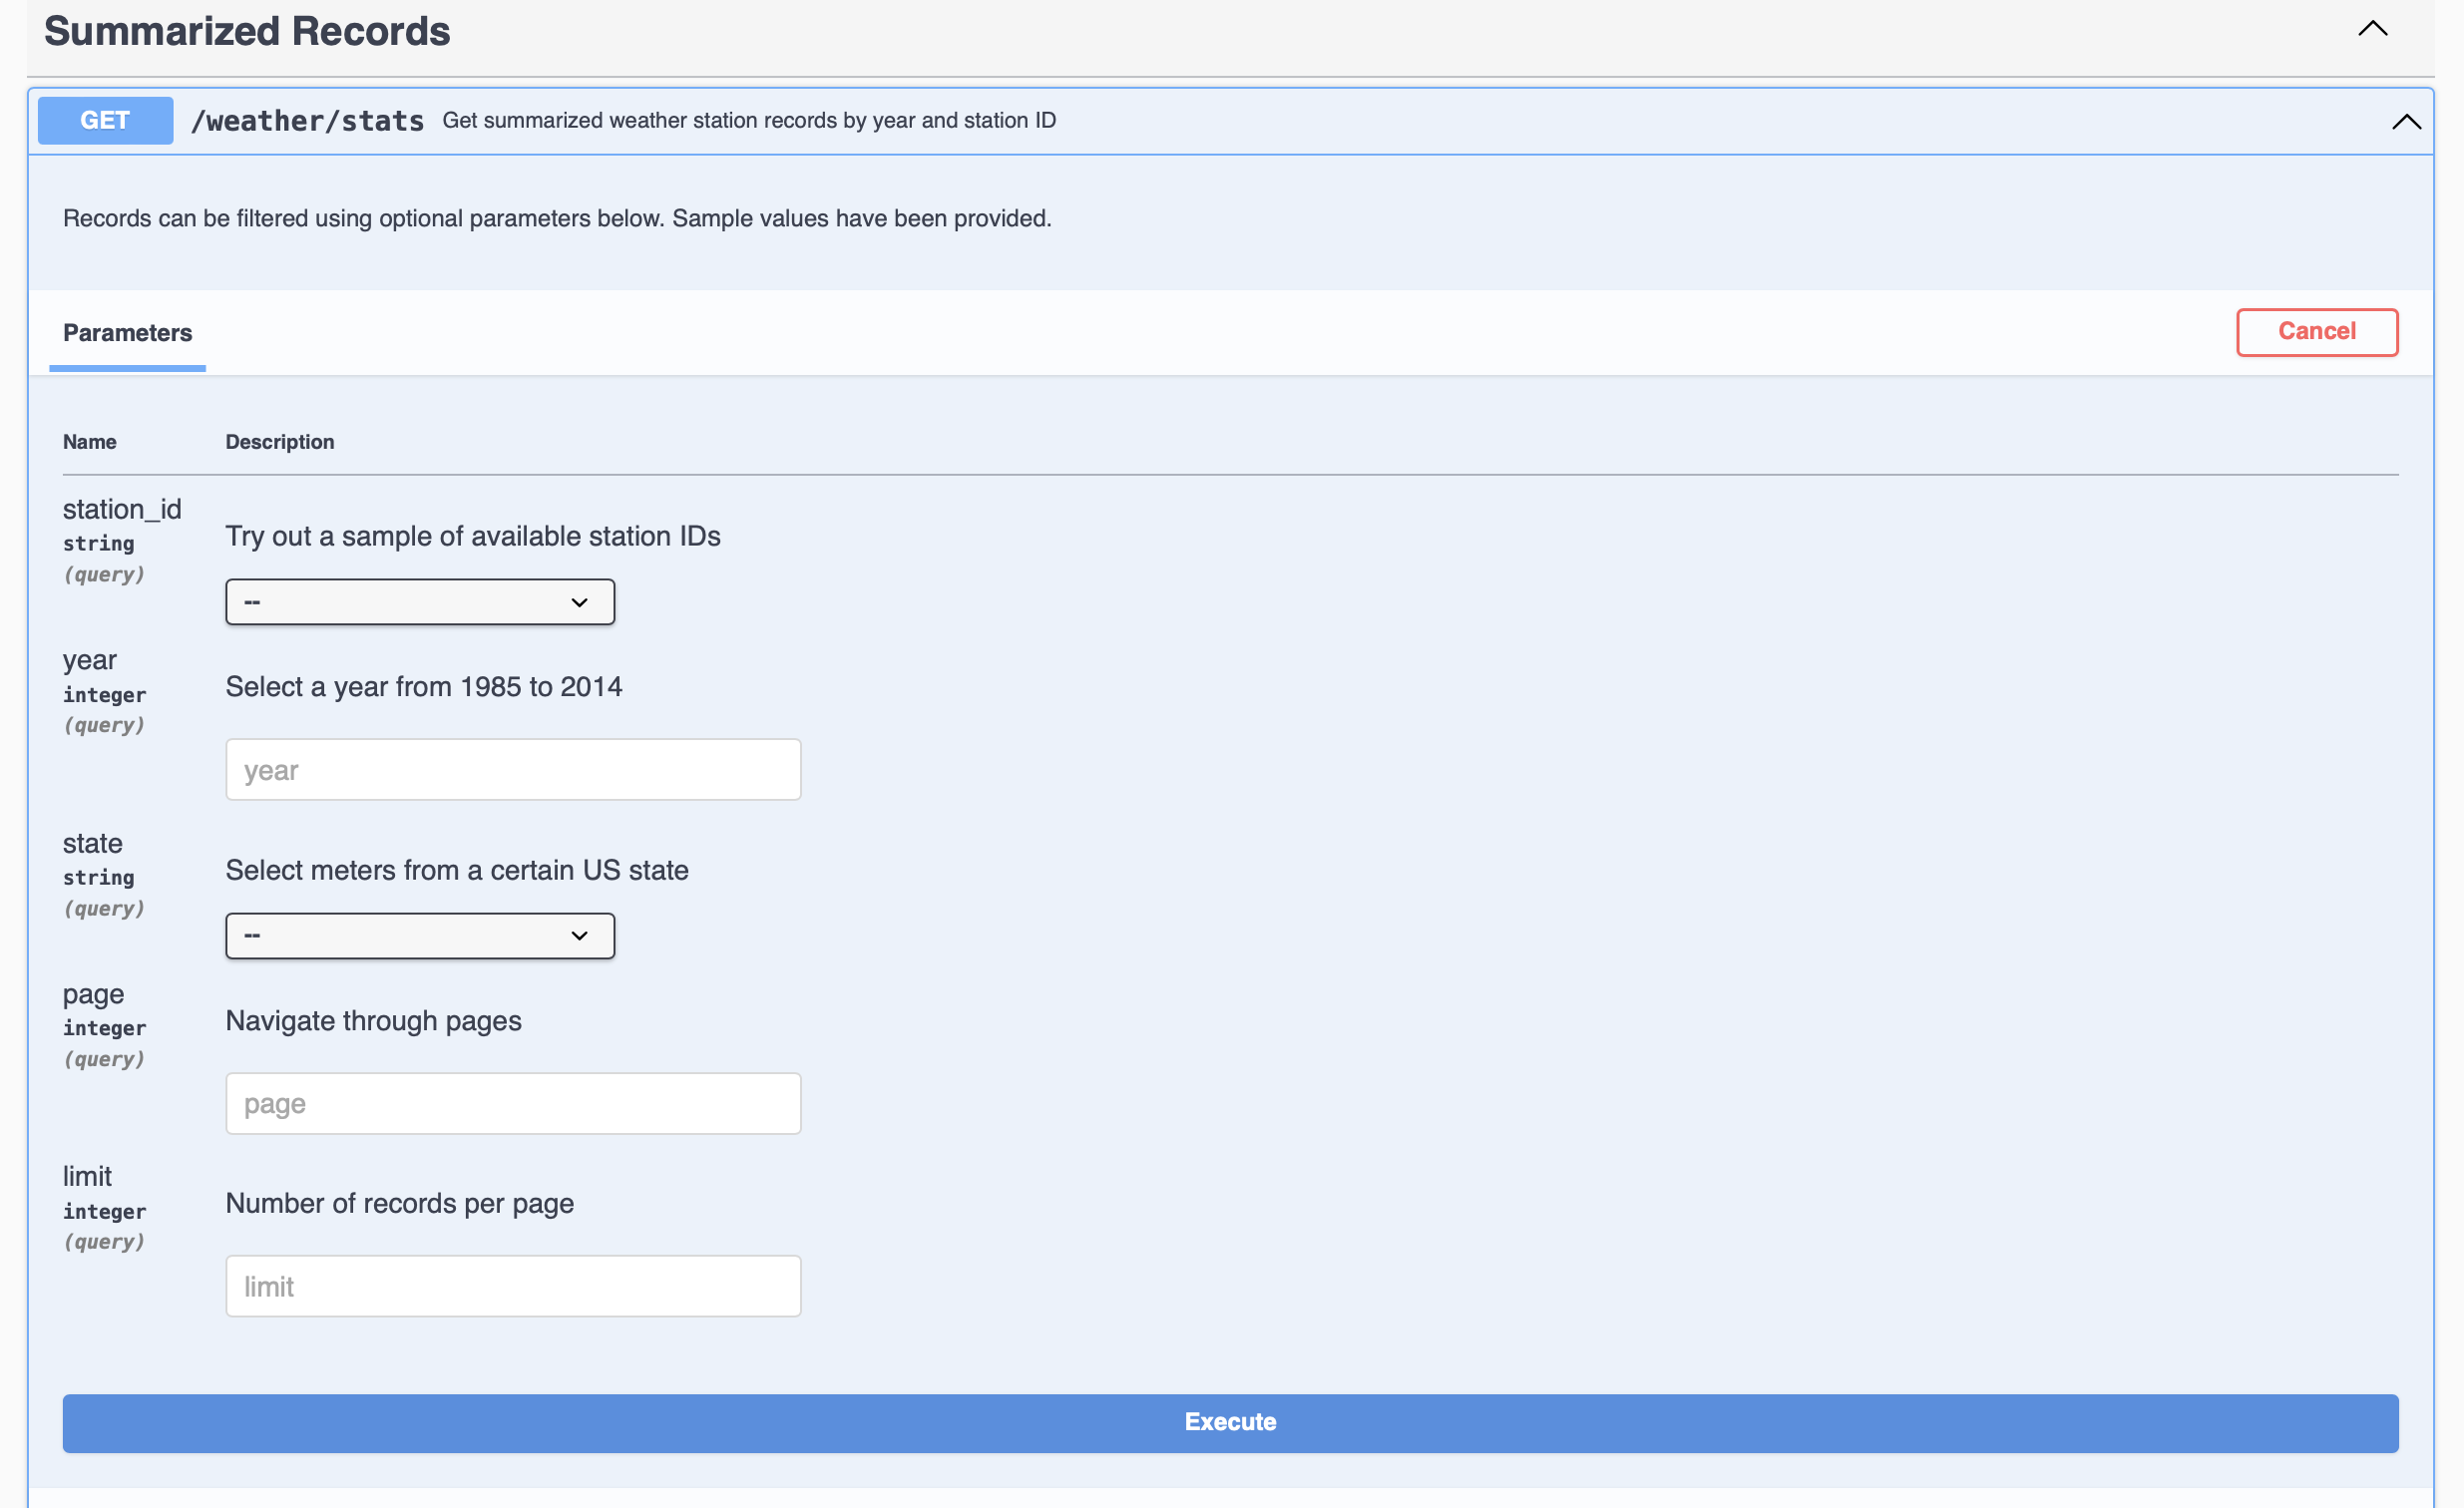 Summarized Records
GET /weather/stats Get summarized weather station records by year and station ID
Records can be filtered using optional parameters below. Sample values have been provided.
Parameters
Cancel
Name Description
station_id
string
(query)
Try out a sample of available station IDs
--
year
integer
(query)
Select a year from 1985 to 2014
year
state
string
(query)
Select meters from a certain US state
--
page
integer
(query)
Navigate through pages
page
limit
integer
(query)
Number of records per page
limit
Execute